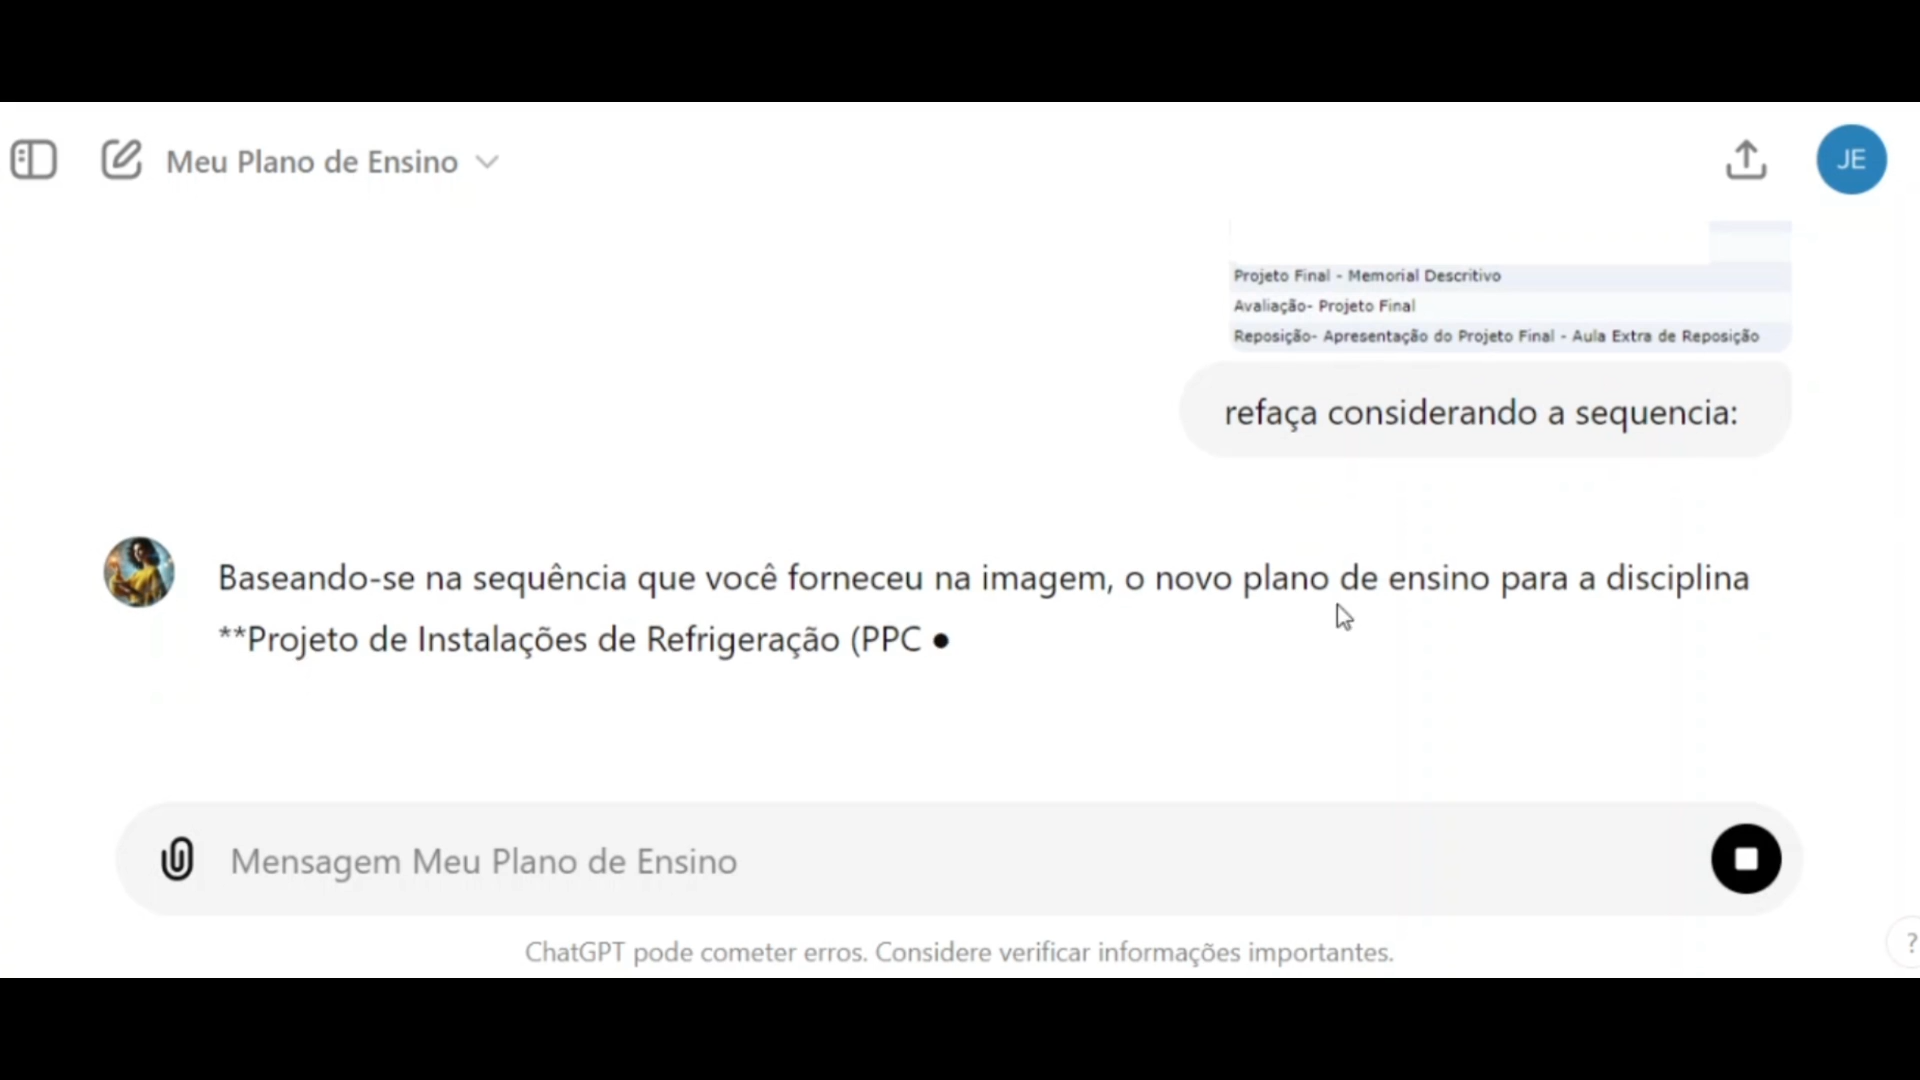 Meu Plano de Ensino
JE
Projeto Final - Memorial Descritivo
Avaliação- Projeto Final
Reposição- Apresentação do Projeto Final - Aula Extra de Reposição
refaça considerando a sequencia:
Baseando-se na sequência que você forneceu na imagem, o novo plano de ensino para a disciplina
**Projeto de Instalações de Refrigeração (PPC
Mensagem Meu Plano de Ensino
ChatGPT pode cometer erros. Considere verificar informações importantes.
?